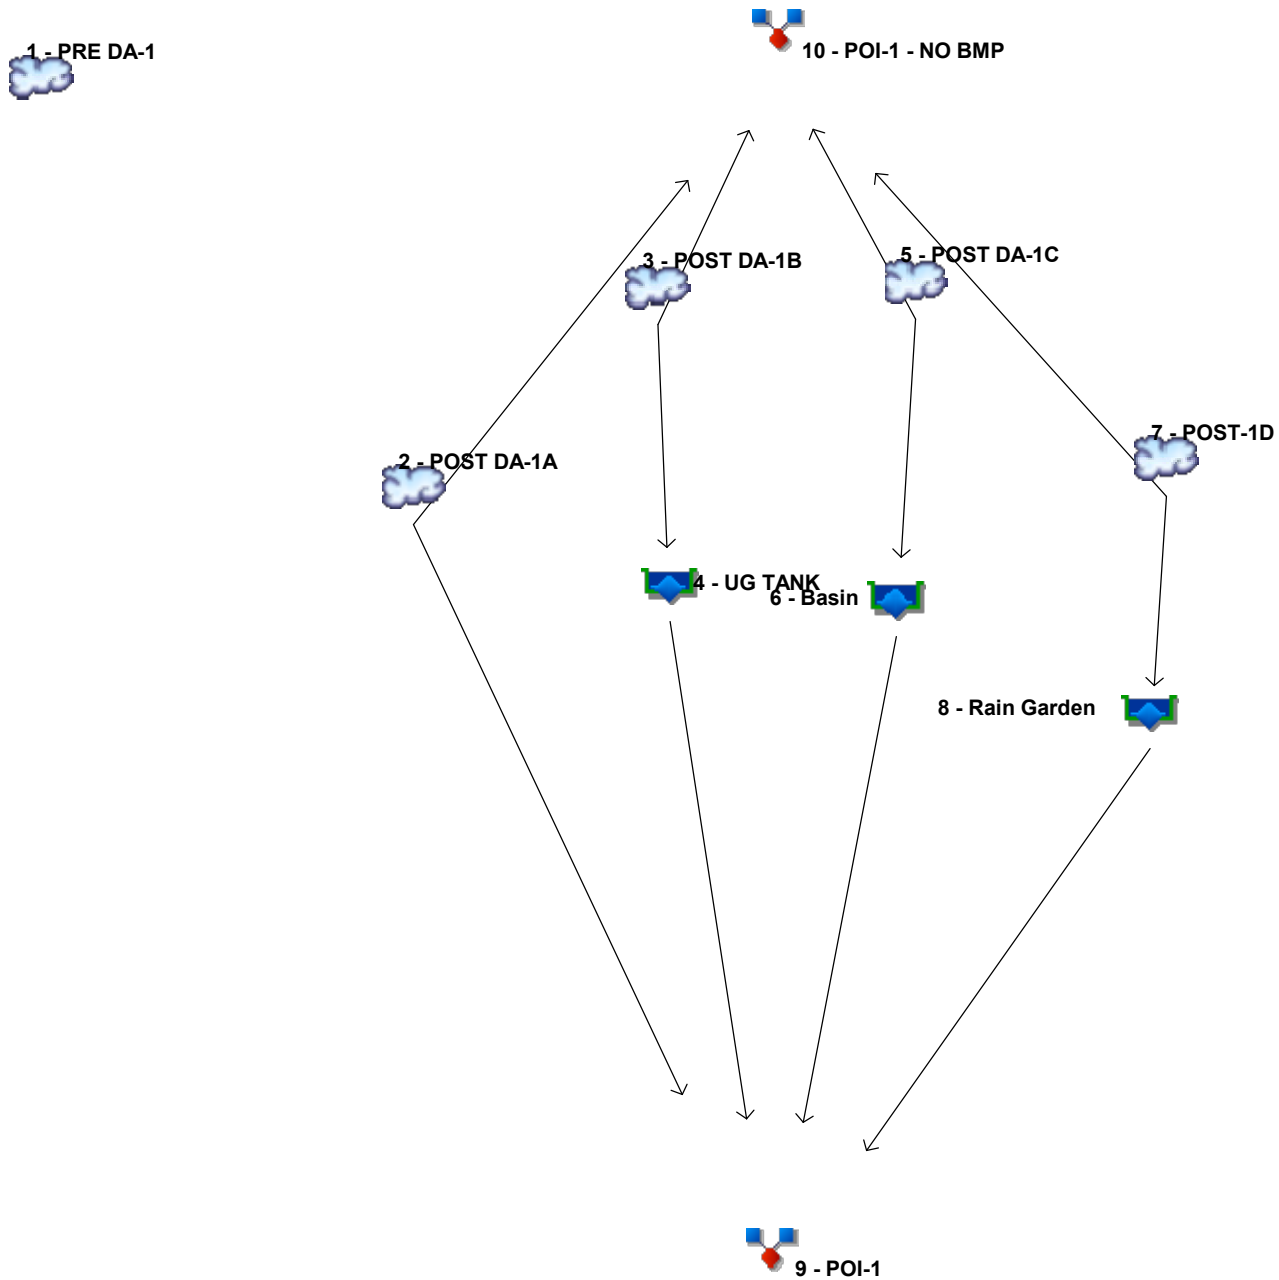 10 - POI-1 - NO BMP
1 - PRE DA-1
3 - POST DA-1B
5 - POST DA-1C
7 - POST-1D
2 - POST DA-1A
4 - UG TANK
6 - Basin
8 - Rain Garden
9 - POI-1